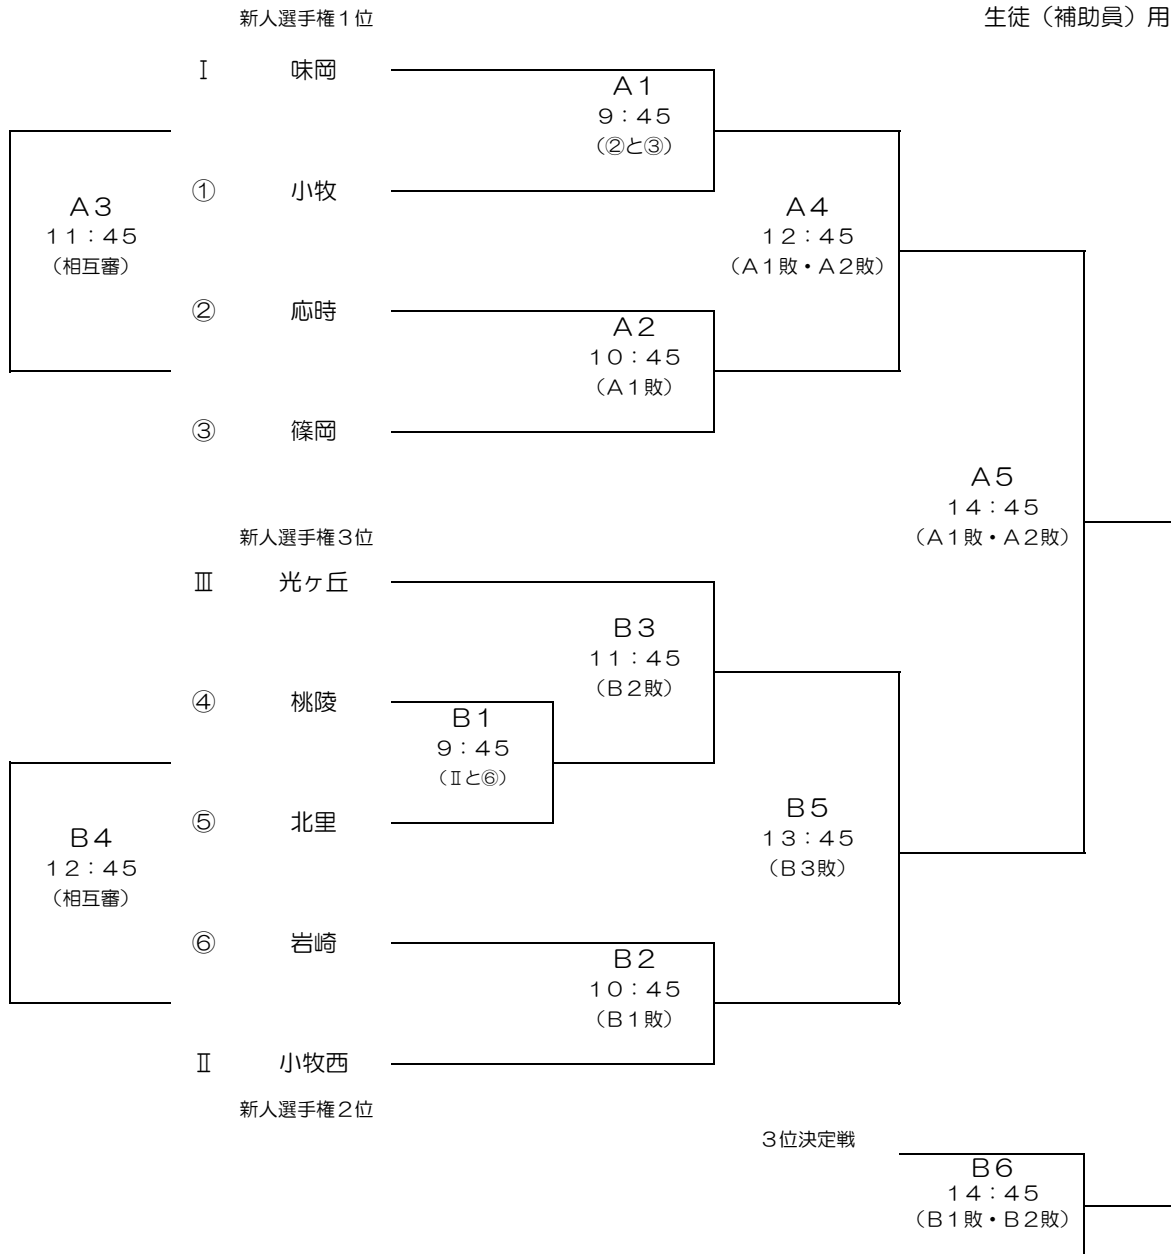 新人選手権１位
生徒（補助員）用
Ⅰ 味岡
Ａ１
９：４５
（②と③）
① 小牧
Ａ３
１１：４５
（相互審）
Ａ４
１２：４５
（Ａ１敗・Ａ２敗）
② 応時
Ａ２
１０：４５
（Ａ１敗）
③ 篠岡
Ａ５
１４：４５
（Ａ１敗・Ａ２敗）
新人選手権３位
Ⅲ 光ヶ丘
Ｂ３
１１：４５
（Ｂ２敗）
④ 桃陵
Ｂ１
９：４５
（Ⅱと⑥）
⑤ 北里
Ｂ４
１２：４５
（相互審）
Ｂ５
１３：４５
（Ｂ３敗）
⑥ 岩崎
Ｂ２
１０：４５
（Ｂ１敗）
Ⅱ 小牧西
新人選手権２位
３位決定戦
Ｂ６
１４：４５
（Ｂ１敗・Ｂ２敗）